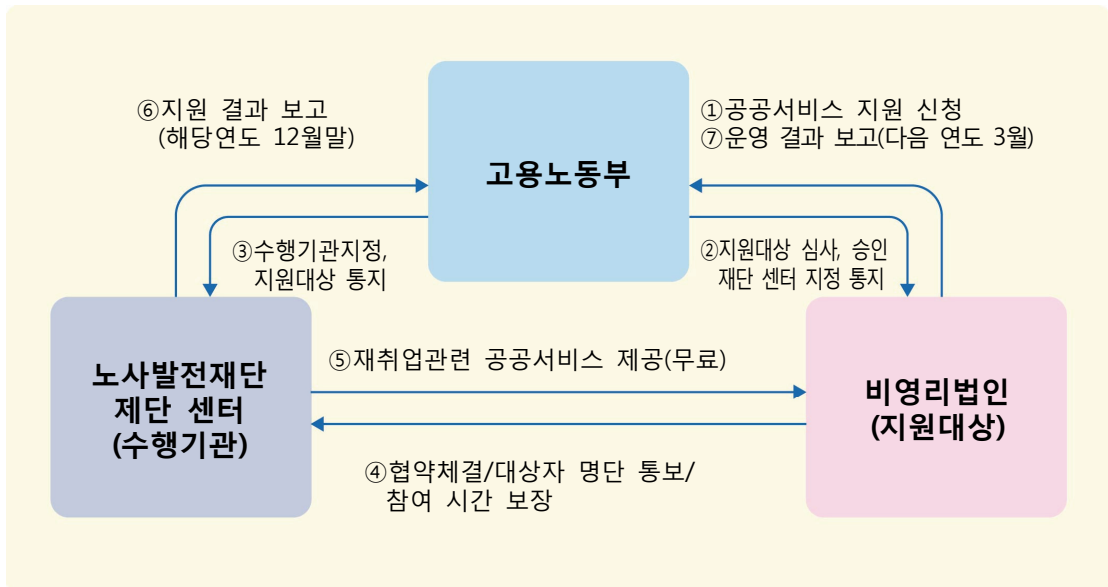 ⑥지원 결과 보고
(해당연도 12월말)
①공공서비스 지원 신청
⑦운영 결과 보고(다음 연도 3월)
고용노동부
③수행기관지정,
지원대상 통지
②지원대상 심사, 승인
재단 센터 지정 통지
노사발전재단
제단 센터
(수행기관)
⑤재취업관련 공공서비스 제공(무료)
비영리법인
(지원대상)
④협약체결/대상자 명단 통보/
참여 시간 보장